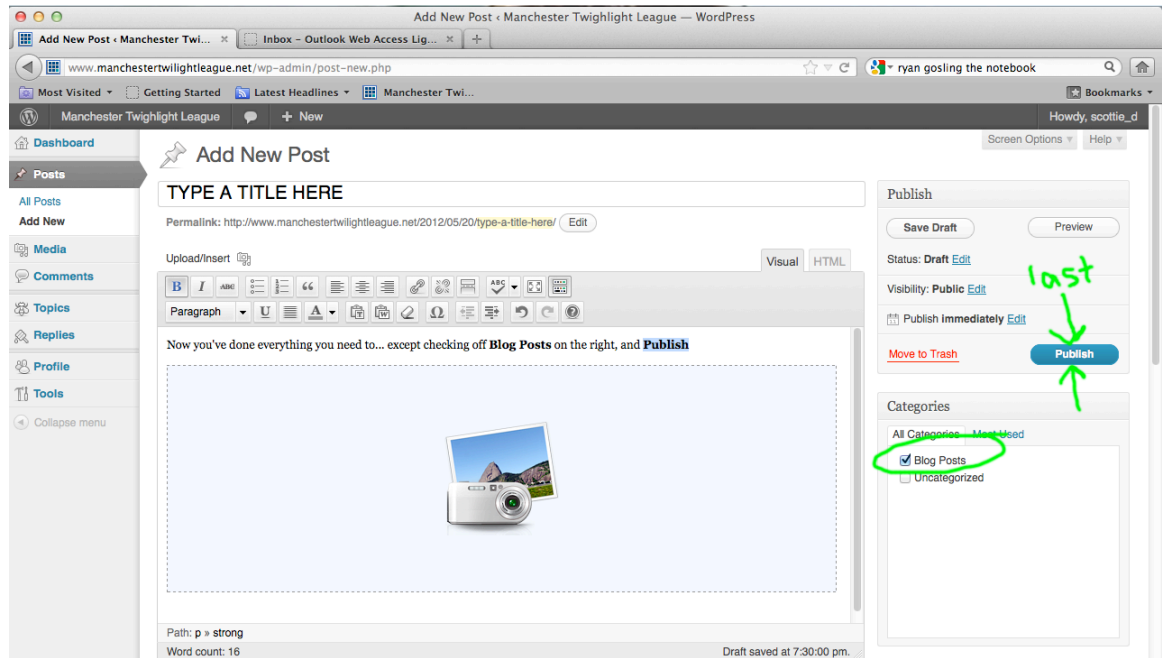 Add New Post ‹ Manchester Twighlight League — WordPress
Add New Post ‹ Manchester Twi... × Inbox – Outlook Web Access Lig... × +
www.manchestertwilightleague.net/wp-admin/post-new.php ryan gosling the notebook
Most Visited Getting Started Latest Headlines Manchester Twi... Bookmarks
Manchester Twighlight League + New Howdy, scottie_d
Screen Options Help
Dashboard
Posts
All Posts
Add New
Media
Comments
Topics
Replies
Profile
Tools
Collapse menu
Add New Post
TYPE A TITLE HERE
Permalink: http://www.manchestertwilightleague.net/2012/05/20/type-a-title-here/ Edit
Upload/Insert Visual HTML
B I ABC ABC
Paragraph U A T W Ω
Now you've done everything you need to... except checking off Blog Posts on the right, and Publish
Path: p » strong
Word count: 16 Draft saved at 7:30:00 pm.
Publish
Save Draft Preview
Status: Draft Edit
last
Visibility: Public Edit
Publish immediately Edit
Move to Trash Publish
Categories
All Categories Most Used
Blog Posts
Uncategorized